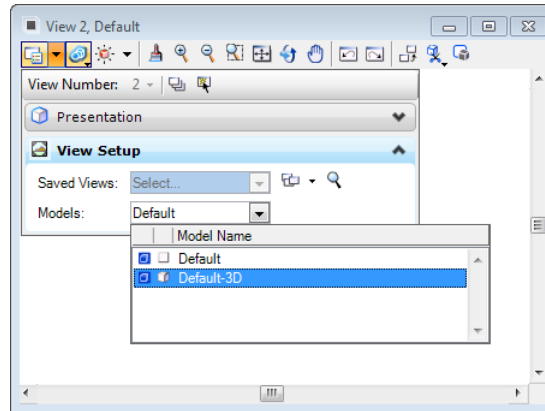 View 2, Default
View Number: 2
Presentation
View Setup
Saved Views: Select...
Models: Default
Model Name
Default
Default-3D